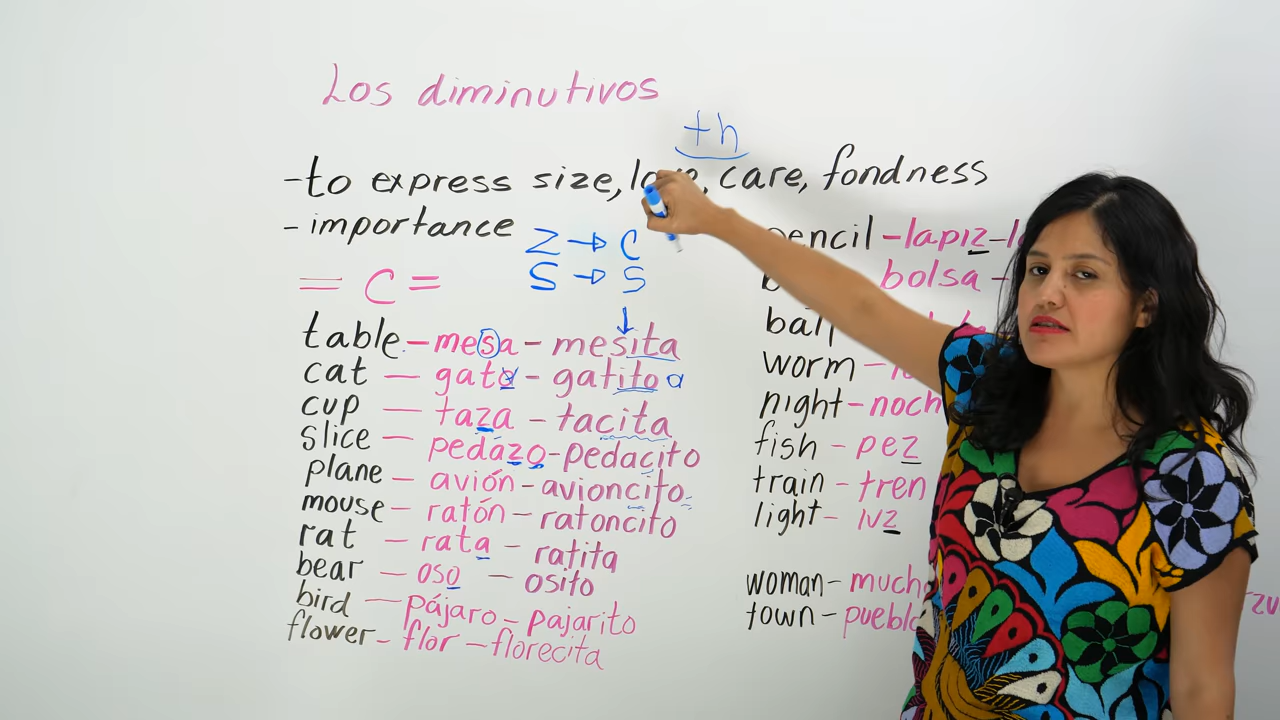 Los diminutivos
th
-to express size, love, care, fondness
- importance
Z → C
S → S
= C =
table - mesa - mesita
cat - gato - gatito a
cup - taza - tacita
slice - pedázo - pedacito
plane - avión - avioncito
mouse - ratón - ratoncito
rat - rata - ratita
bear - oso - osito
bird - pájaro - pajarito
flower - flor - florecita
pencil - lapiz -
bolsa -
ball
worm -
night - noch
fish - pez
train - tren
light - luz
woman - much
town - pueblo